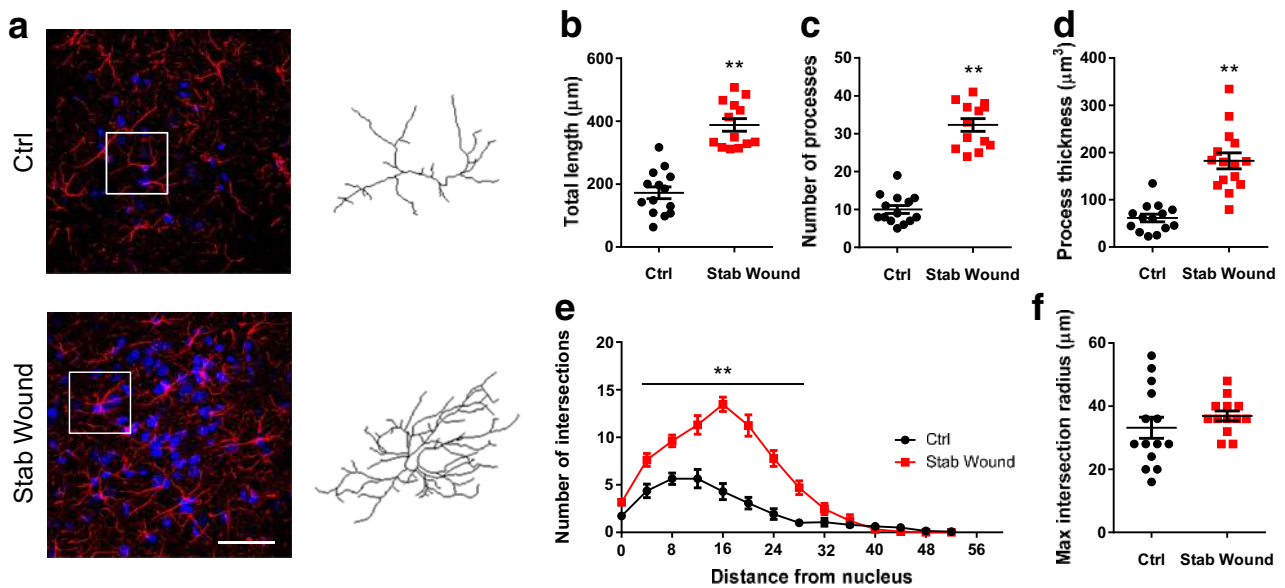 a
Ctrl
Stab Wound
b
Total length (µm)
600
400
200
0
**
Ctrl
Stab Wound
c
Number of processes
50
40
30
20
10
0
**
Ctrl
Stab Wound
d
Process thickness (µm³)
400
300
200
100
0
**
Ctrl
Stab Wound
e
Number of intersections
20
15
10
5
0
**
Ctrl
Stab Wound
0 8 16 24 32 40 48 56
Distance from nucleus
f
Max intersection radius (µm)
60
40
20
0
Ctrl
Stab Wound